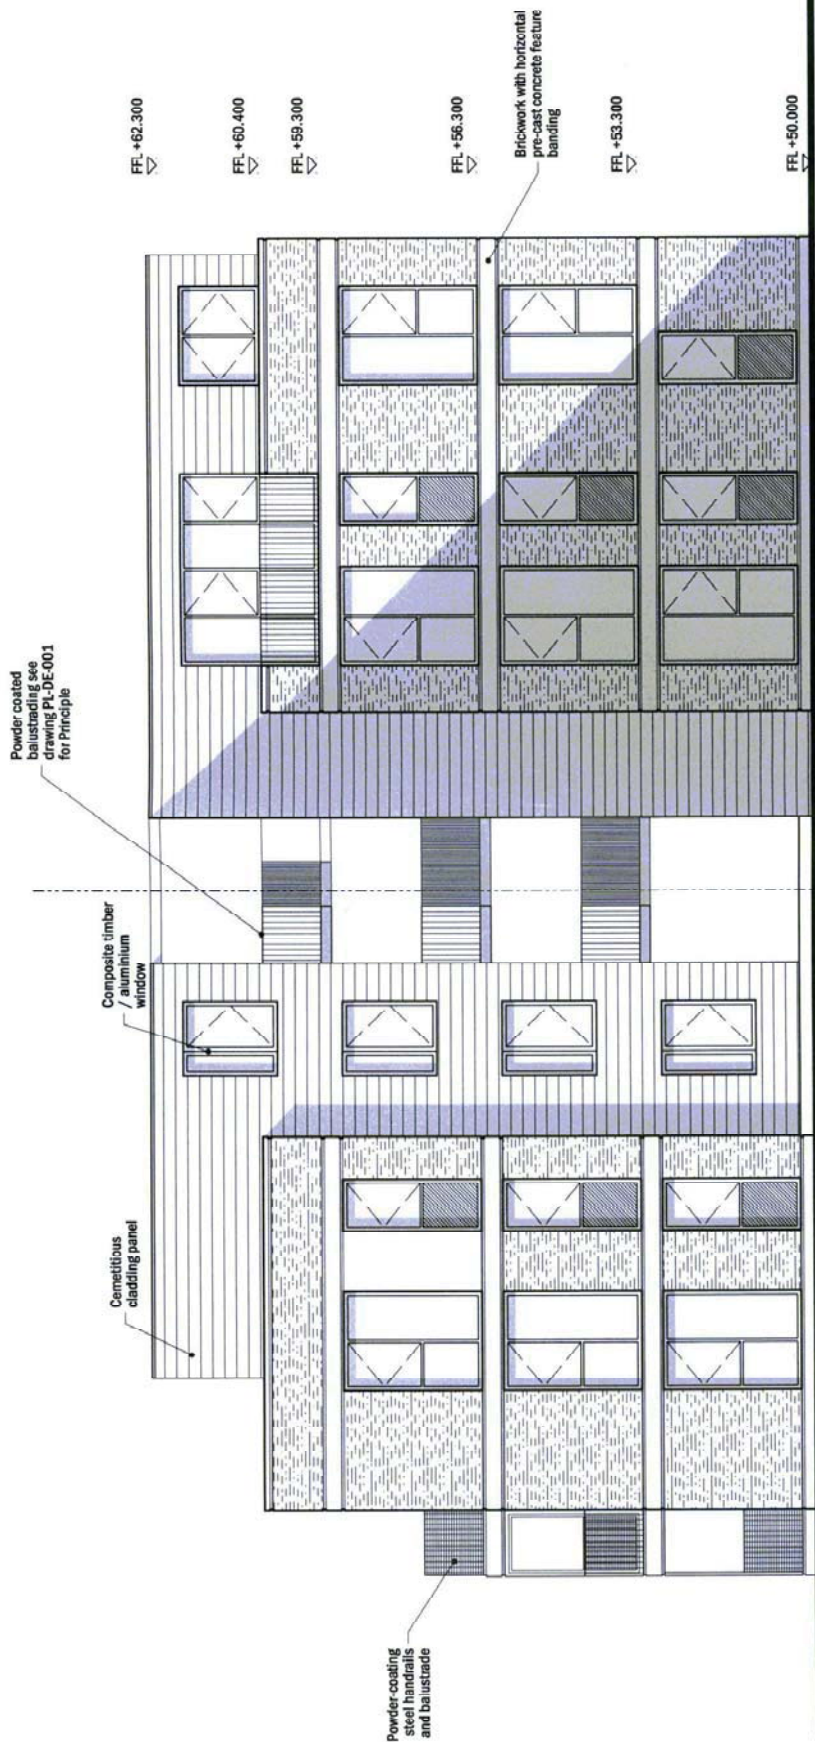 Powder-coating
steel handrails
and balustrade
Cemetitious
cladding panel
Composite timber
/ aluminium
window
Powder coated
balustrading see
drawing PL-DE-001
for Principle
FFL +62.300
FFL +60.400
FFL +59.300
FFL +56.300
FFL +53.300
FFL +50.000
Brickwork with horizontal
pre-cast concrete feature
banding